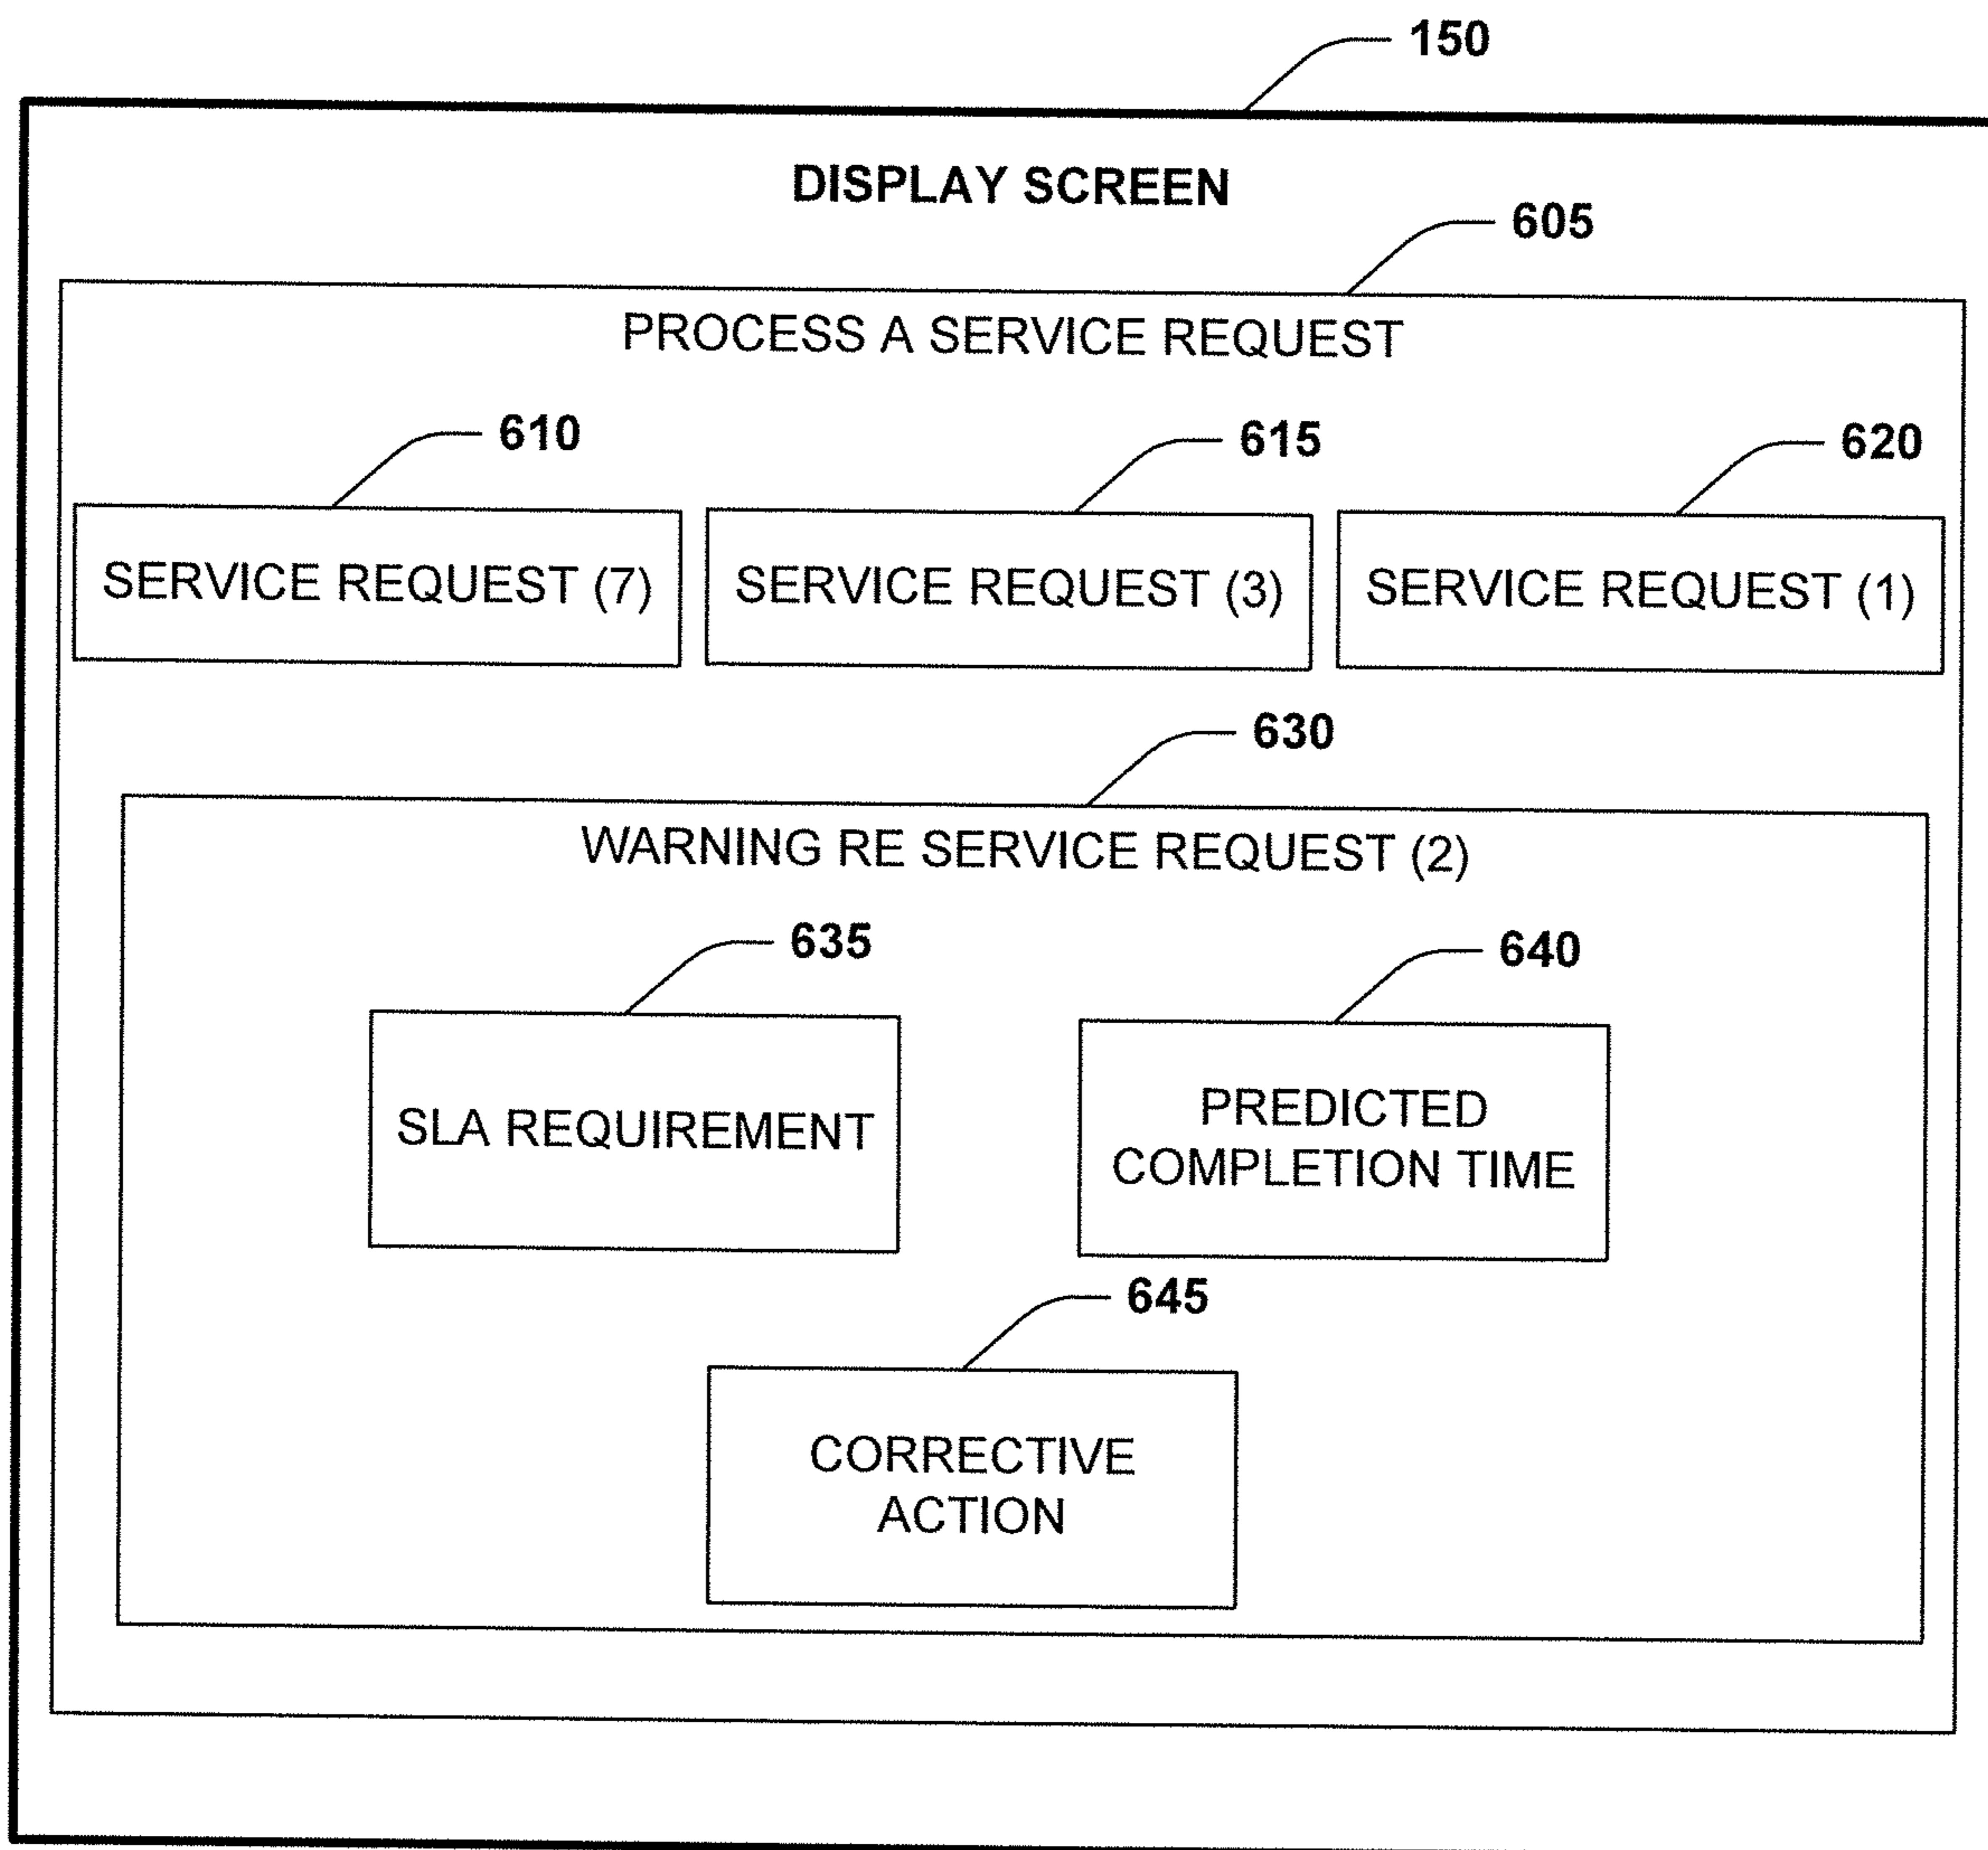 150
DISPLAY SCREEN
605
PROCESS A SERVICE REQUEST
610
615
620
SERVICE REQUEST (7)
SERVICE REQUEST (3)
SERVICE REQUEST (1)
630
WARNING RE SERVICE REQUEST (2)
635
640
SLA REQUIREMENT
PREDICTED
COMPLETION TIME
645
CORRECTIVE
ACTION